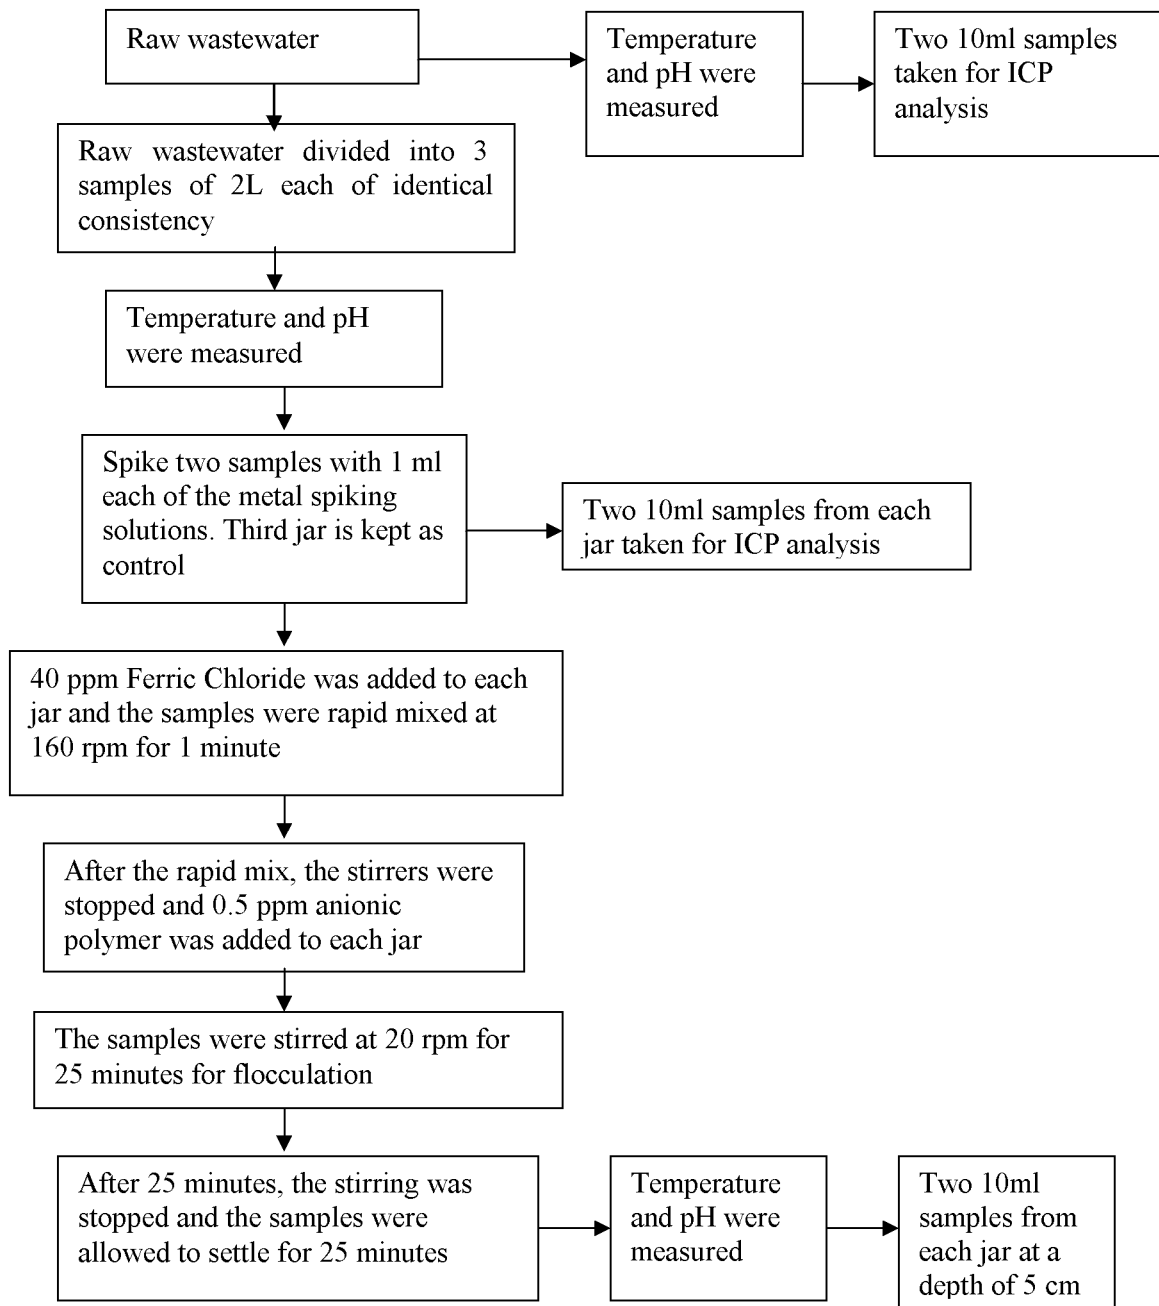 Raw wastewater
Temperature
and pH were
measured
Two 10ml samples
taken for ICP
analysis
Raw wastewater divided into 3
samples of 2L each of identical
consistency
Temperature and pH
were measured
Spike two samples with 1 ml
each of the metal spiking
solutions. Third jar is kept as
control
Two 10ml samples from each
jar taken for ICP analysis
40 ppm Ferric Chloride was added to each
jar and the samples were rapid mixed at
160 rpm for 1 minute
After the rapid mix, the stirrers were
stopped and 0.5 ppm anionic
polymer was added to each jar
The samples were stirred at 20 rpm for
25 minutes for flocculation
After 25 minutes, the stirring was
stopped and the samples were
allowed to settle for 25 minutes
Temperature
and pH were
measured
Two 10ml
samples from
each jar at a
depth of 5 cm